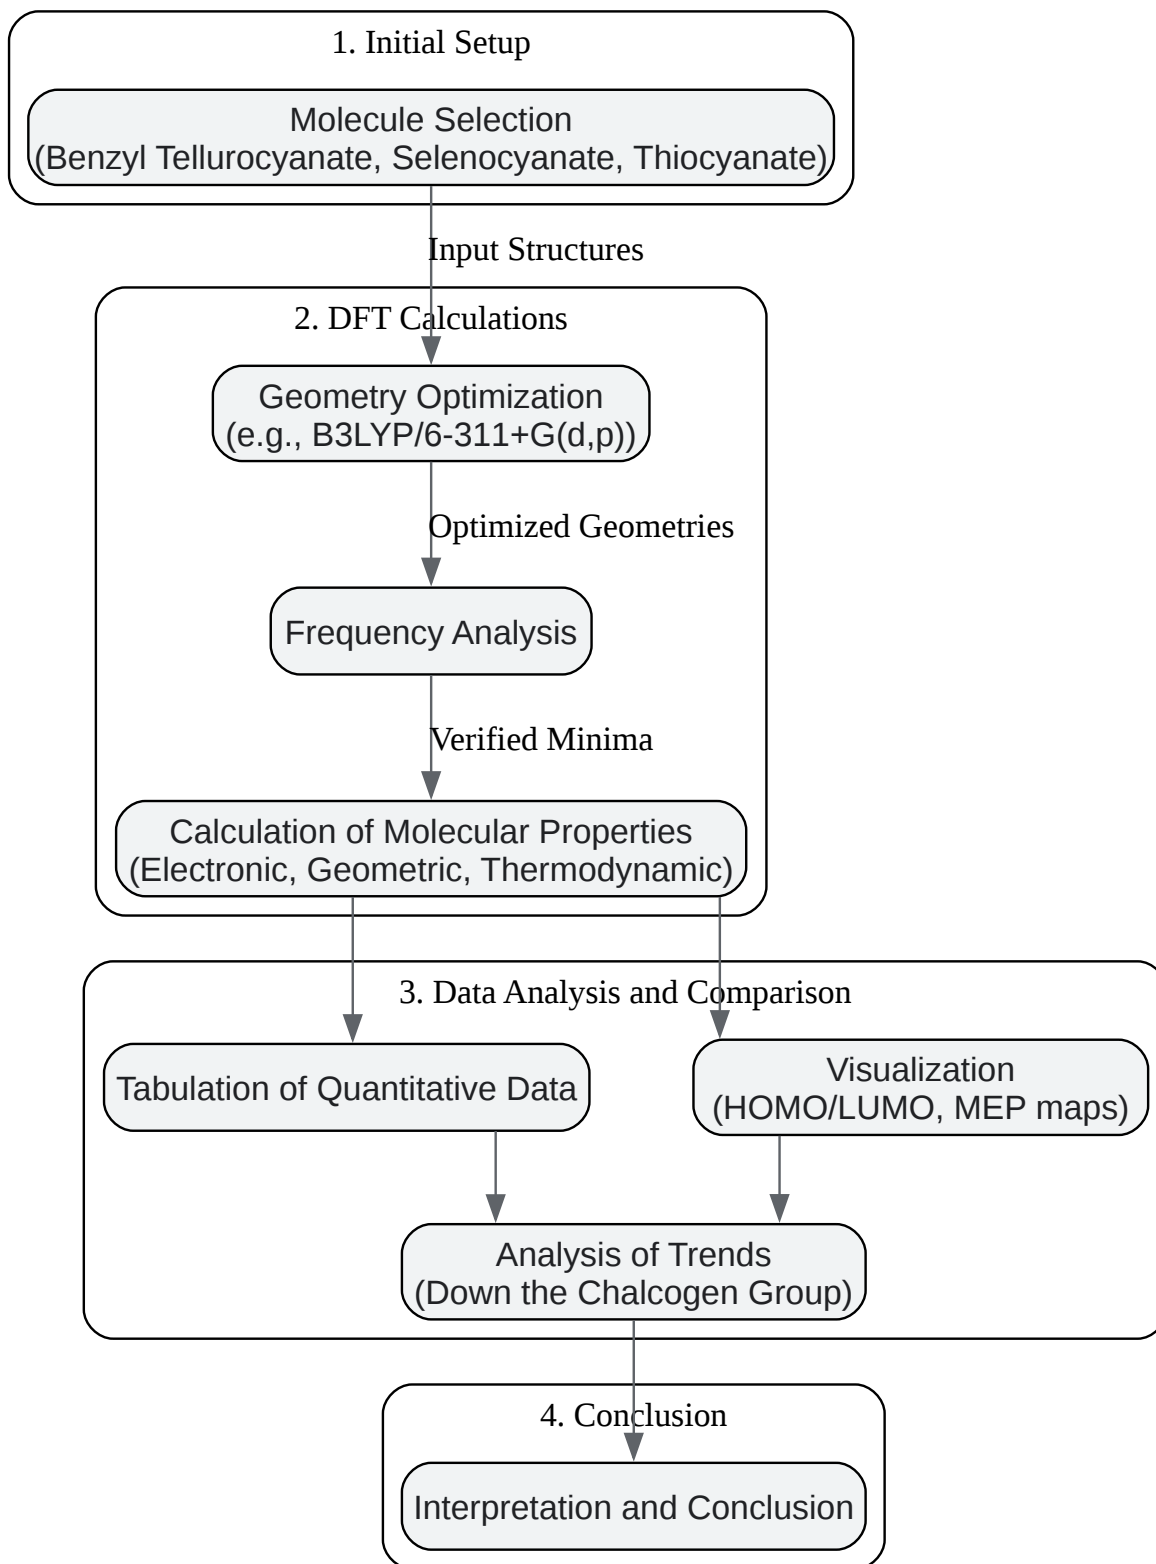 1. Initial Setup
Molecule Selection
(Benzyl Tellurocyanate, Selenocyanate, Thiocyanate)
Input Structures
2. DFT Calculations
Geometry Optimization
(e.g., B3LYP/6-311+G(d,p))
Optimized Geometries
Frequency Analysis
Verified Minima
Calculation of Molecular Properties
(Electronic, Geometric, Thermodynamic)
3. Data Analysis and Comparison
Tabulation of Quantitative Data
Visualization
(HOMO/LUMO, MEP maps)
Analysis of Trends
(Down the Chalcogen Group)
4. Conclusion
Interpretation and Conclusion